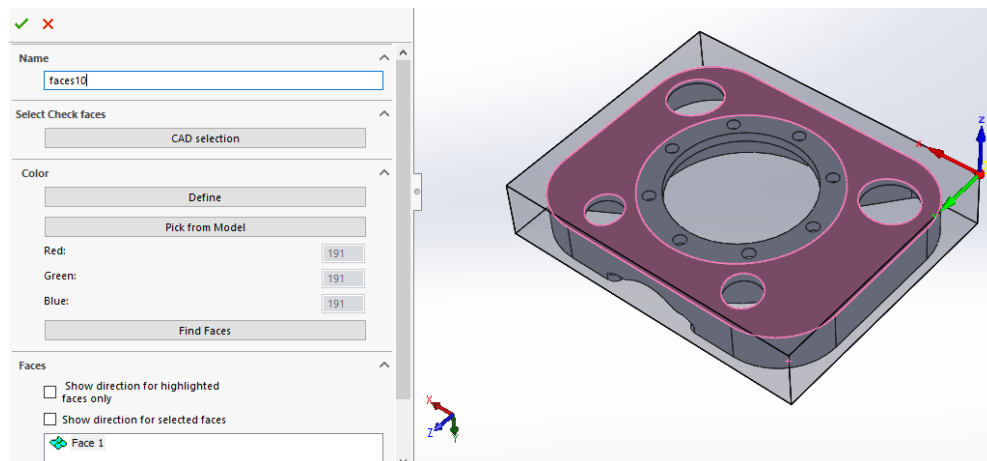 Name
faces10
Select Check faces
CAD selection
Color
Define
Pick from Model
Red:
191
Green:
191
Blue:
191
Find Faces
Faces
Show direction for highlighted
faces only
Show direction for selected faces
Face 1
z
x
X
Z
Y